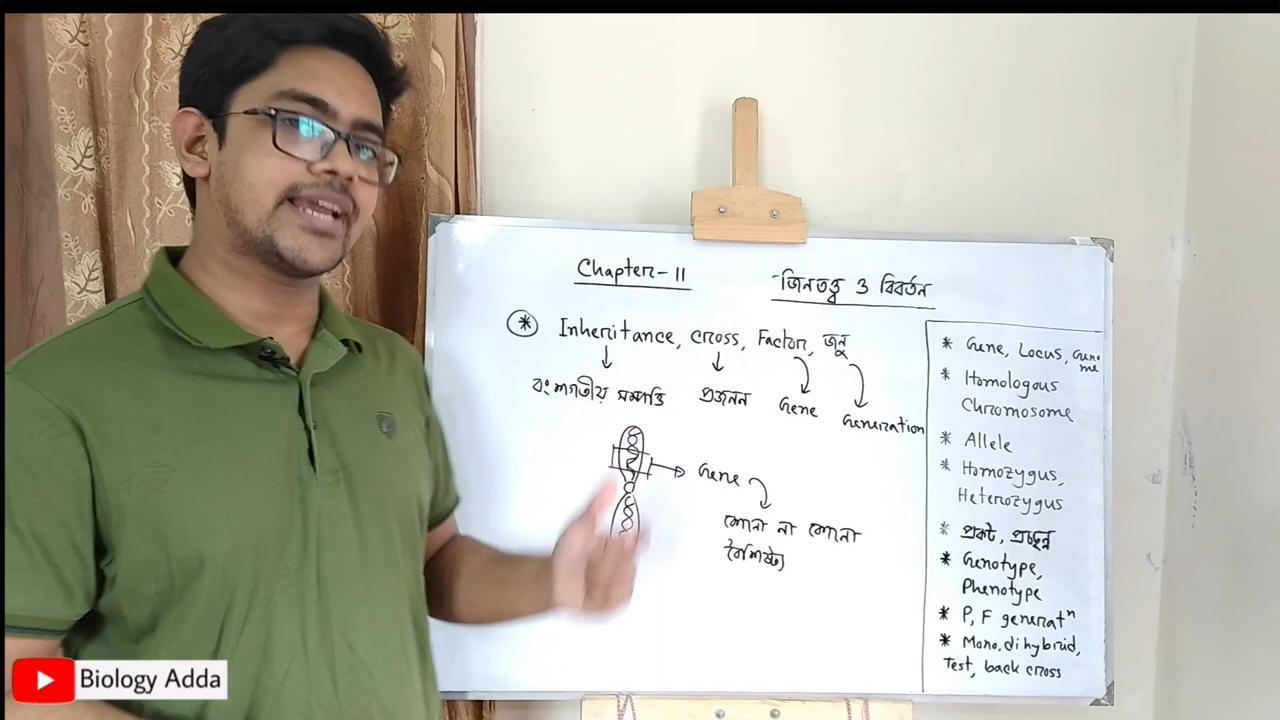 Chapter-11
জিনতত্ত্ব ও বিবর্তন
* Inheritance, cross, Factor, জনু
বংশগতীয় সম্পত্তি প্রজনন Gene Generation
Gene
কোনো না কোনো
বৈশিষ্ট্য
* Gene, Locus, Genome
* Homologous
Chromosome
* Allele
* Homozygus,
Heterozygus
* প্রকট, প্রচ্ছন্ন
* Genotype,
Phenotype
* P, F generatn
* Mono, dihybrid,
Test, back cross
Biology Adda